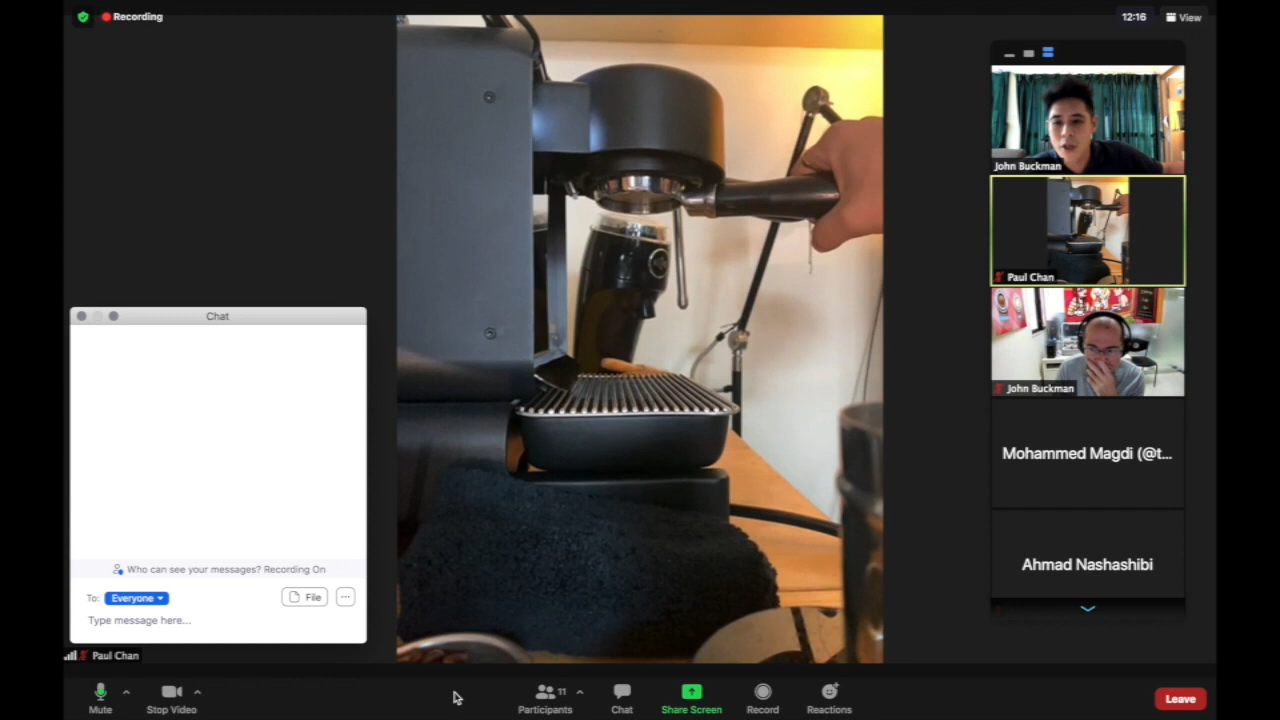 Recording
12:16
View
John Buckman
Paul Chan
John Buckman
Mohammed Magdi (@t...
Ahmad Nashashibi
Chat
Who can see your messages? Recording On
To:
Everyone
File
Type message here...
Paul Chan
Mute
Stop Video
Participants
11
Chat
Share Screen
Record
Reactions
Leave